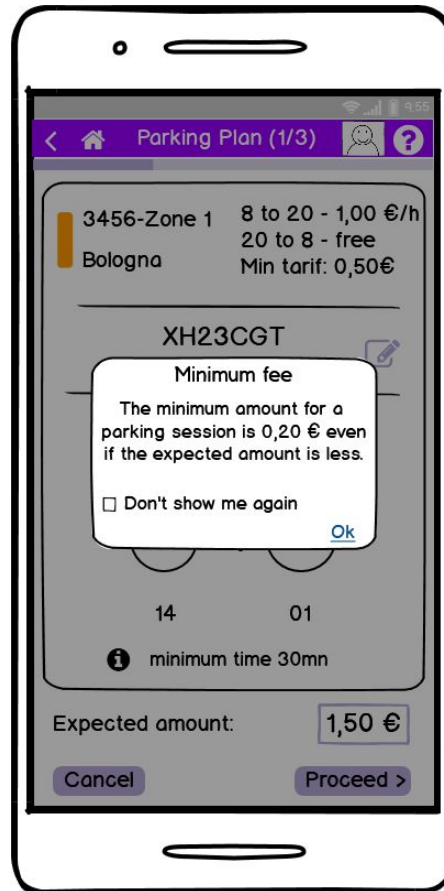 9.55
Parking Plan (1/3)
?
3456-Zone 1
Bologna
8 to 20 - 1,00 €/h
20 to 8 - free
Min tarif: 0,50€
XH23CGT
Minimum fee
The minimum amount for a
parking session is 0,20 € even
if the expected amount is less.
Don't show me again
Ok
14 01
minimum time 30mn
Expected amount: 1,50 €
Cancel Proceed >